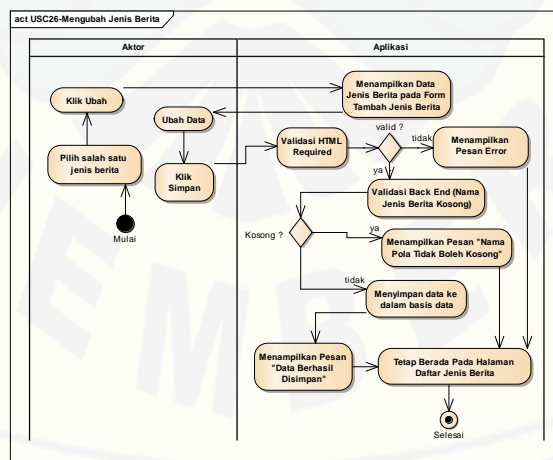 act USC26-Mengubah Jenis Berita
Aktor
Aplikasi
Klik Ubah
Menampilkan Data
Jenis Berita pada Form
Tambah Jenis Berita
Ubah Data
valid ?
tidak
Pilih salah satu
jenis berita
Validasi HTML
Required
Menampilkan
Pesan Error
Klik
Simpan
ya
Validasi Back End (Nama
Jenis Berita Kosong)
Mulai
Kosong ?
ya
Menampilkan Pesan "Nama
Pola Tidak Boleh Kosong"
tidak
Menyimpan data ke
dalam basis data
Menampilkan Pesan
"Data Berhasil
Disimpan"
Tetap Berada Pada Halaman
Daftar Jenis Berita
Selesai